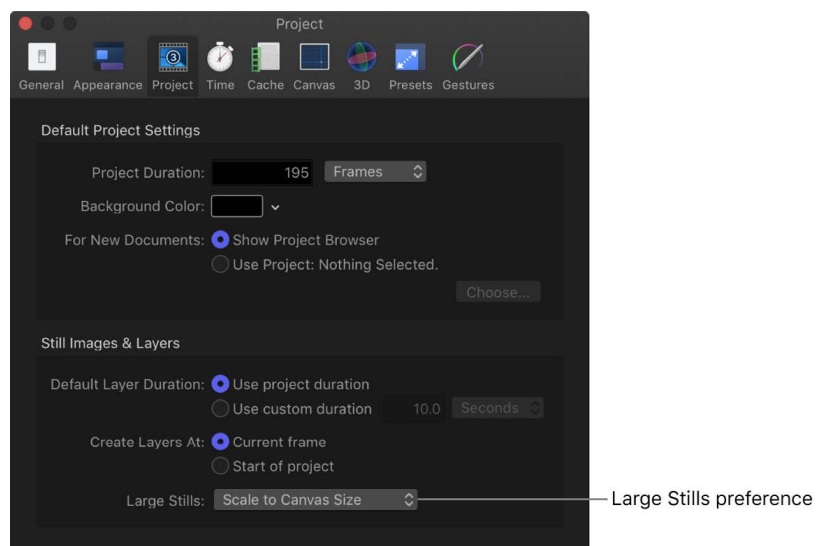 Project
3
General Appearance Project Time Cache Canvas 3D Presets Gestures
Default Project Settings
Project Duration: 195 Frames
Background Color:
For New Documents: Show Project Browser
Use Project: Nothing Selected.
Choose...
Still Images & Layers
Default Layer Duration: Use project duration
Use custom duration 10.0 Seconds
Create Layers At: Current frame
Start of project
Large Stills: Scale to Canvas Size Large Stills preference